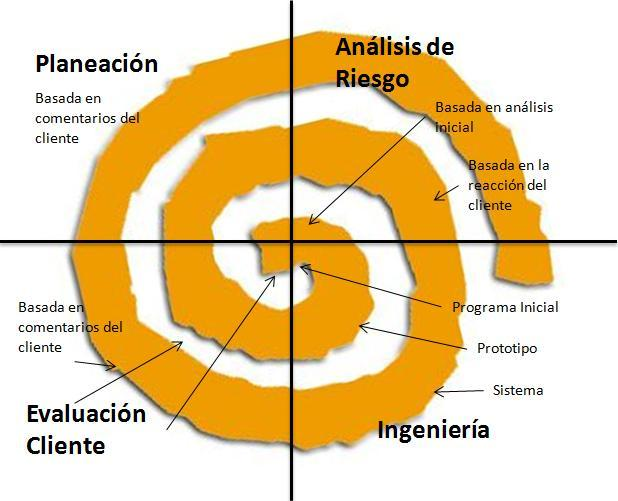 Planeación
Basada en
comentarios del
cliente
Análisis de
Riesgo
Basada en análisis
inicial
Basada en la
reacción del
cliente
Basada en
comentarios del
cliente
Evaluación
Cliente
Programa Inicial
Prototipo
Sistema
Ingeniería